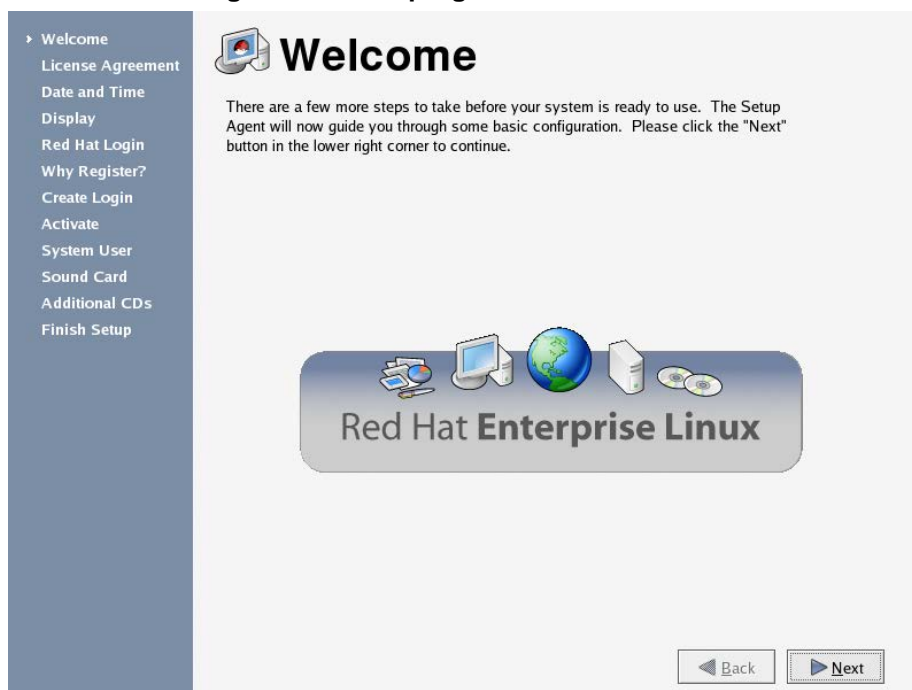 Welcome
License Agreement
Date and Time
Display
Red Hat Login
Why Register?
Create Login
Activate
System User
Sound Card
Additional CDs
Finish Setup
Welcome
There are a few more steps to take before your system is ready to use. The Setup
Agent will now guide you through some basic configuration. Please click the "Next"
button in the lower right corner to continue.
Red Hat Enterprise Linux
Back
Next